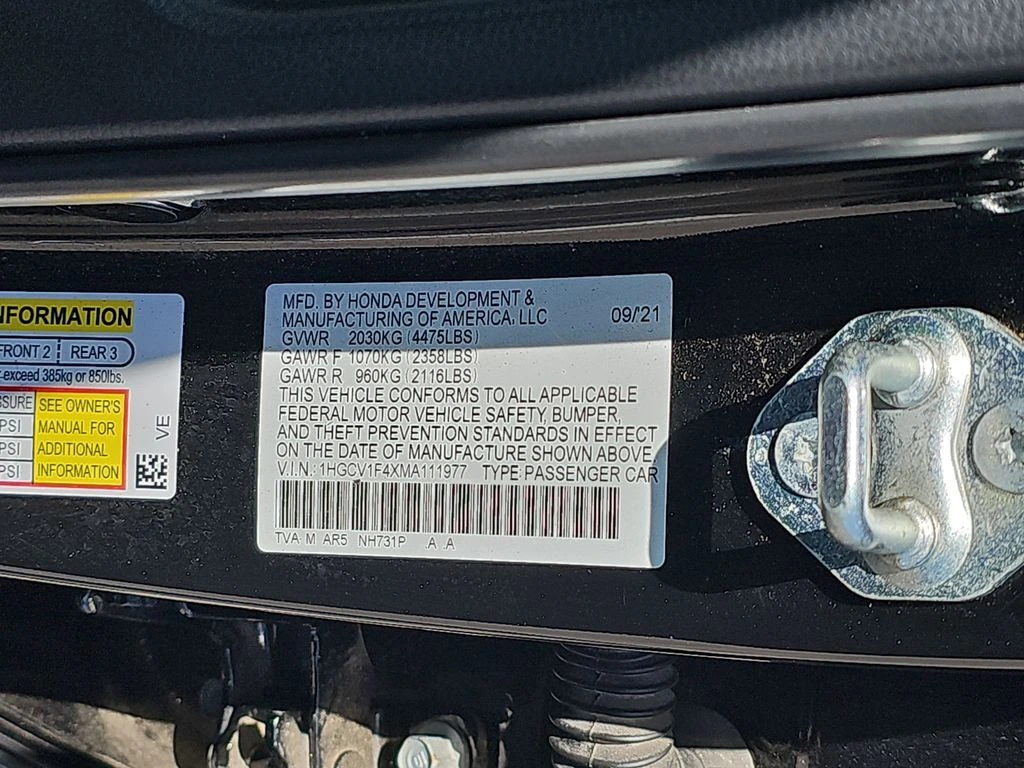 NFORMATION
FRONT 2 REAR 3
exceed 385kg or 850lbs.
SSURE SEE OWNER'S
PSI MANUAL FOR
PSI ADDITIONAL
PSI INFORMATION
VE
MFD. BY HONDA DEVELOPMENT &
MANUFACTURING OF AMERICA, LLC 09/'21
GVWR 2030KG (4475LBS)
GAWR F 1070KG (2358LBS)
GAWR R 960KG (2116LBS)
THIS VEHICLE CONFORMS TO ALL APPLICABLE
FEDERAL MOTOR VEHICLE SAFETY, BUMPER,
AND THEFT PREVENTION STANDARDS IN EFFECT
ON THE DATE OF MANUFACTURE SHOWN ABOVE.
V.I.N.: 1HGCV1F4XMA111977 TYPE: PASSENGER CAR
TVA M AR5 NH731P .A .A